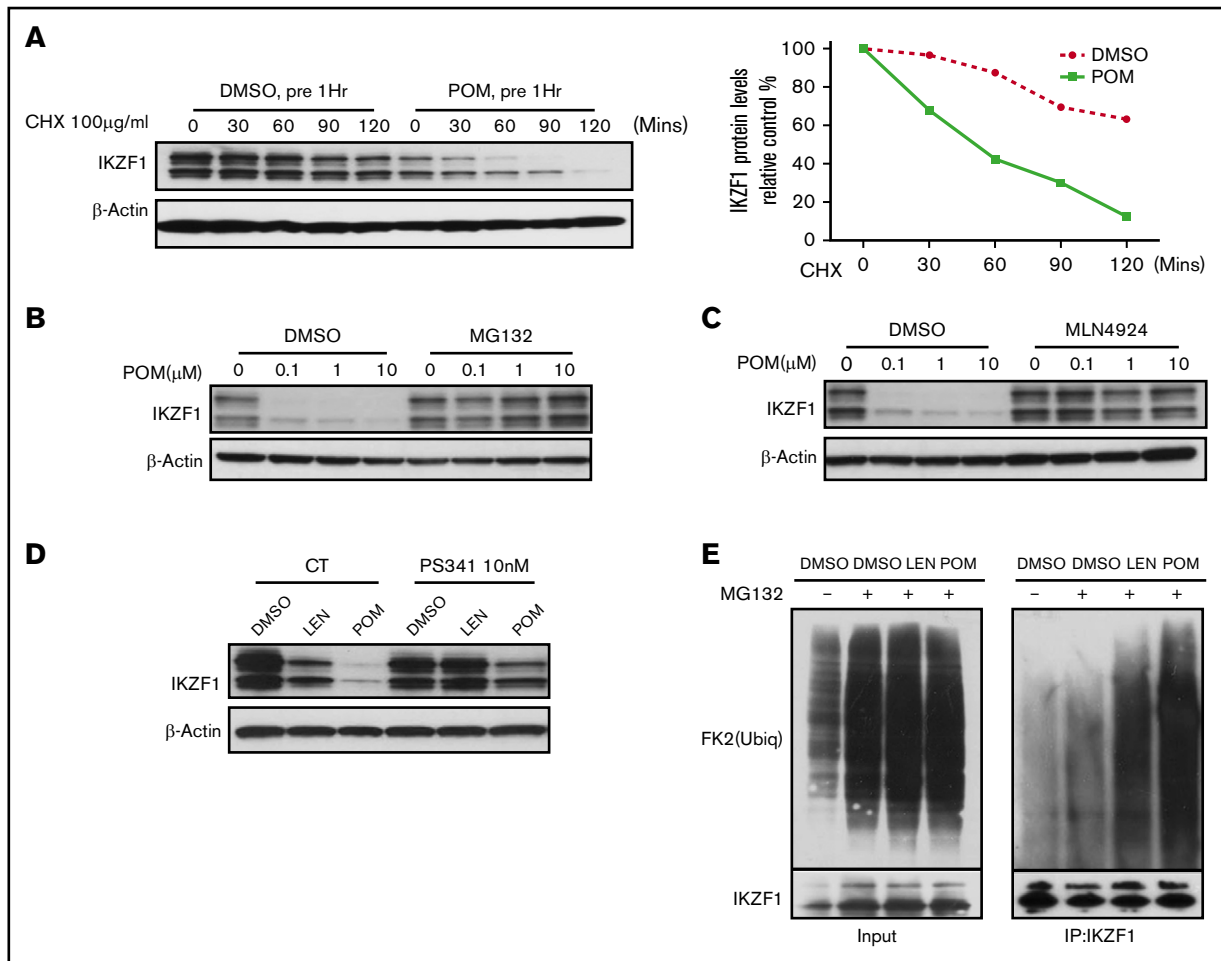 A
DMSO, pre 1Hr POM, pre 1Hr
CHX 100μg/ml 0 30 60 90 120 0 30 60 90 120 (Mins)
IKZF1
β-Actin
IKZF1 protein levels
relative control %
100
80
60
40
20
0
DMSO
POM
CHX 0 30 60 90 120 (Mins)
B
DMSO MG132
POM(μM) 0 0.1 1 10 0 0.1 1 10
IKZF1
β-Actin
C
DMSO MLN4924
POM(μM) 0 0.1 1 10 0 0.1 1 10
IKZF1
β-Actin
D
CT PS341 10nM
DMSO LEN POM DMSO LEN POM
IKZF1
β-Actin
E
DMSO DMSO LEN POM DMSO DMSO LEN POM
MG132 – + + + – + + +
FK2(Ubiq)
IKZF1
Input IP:IKZF1